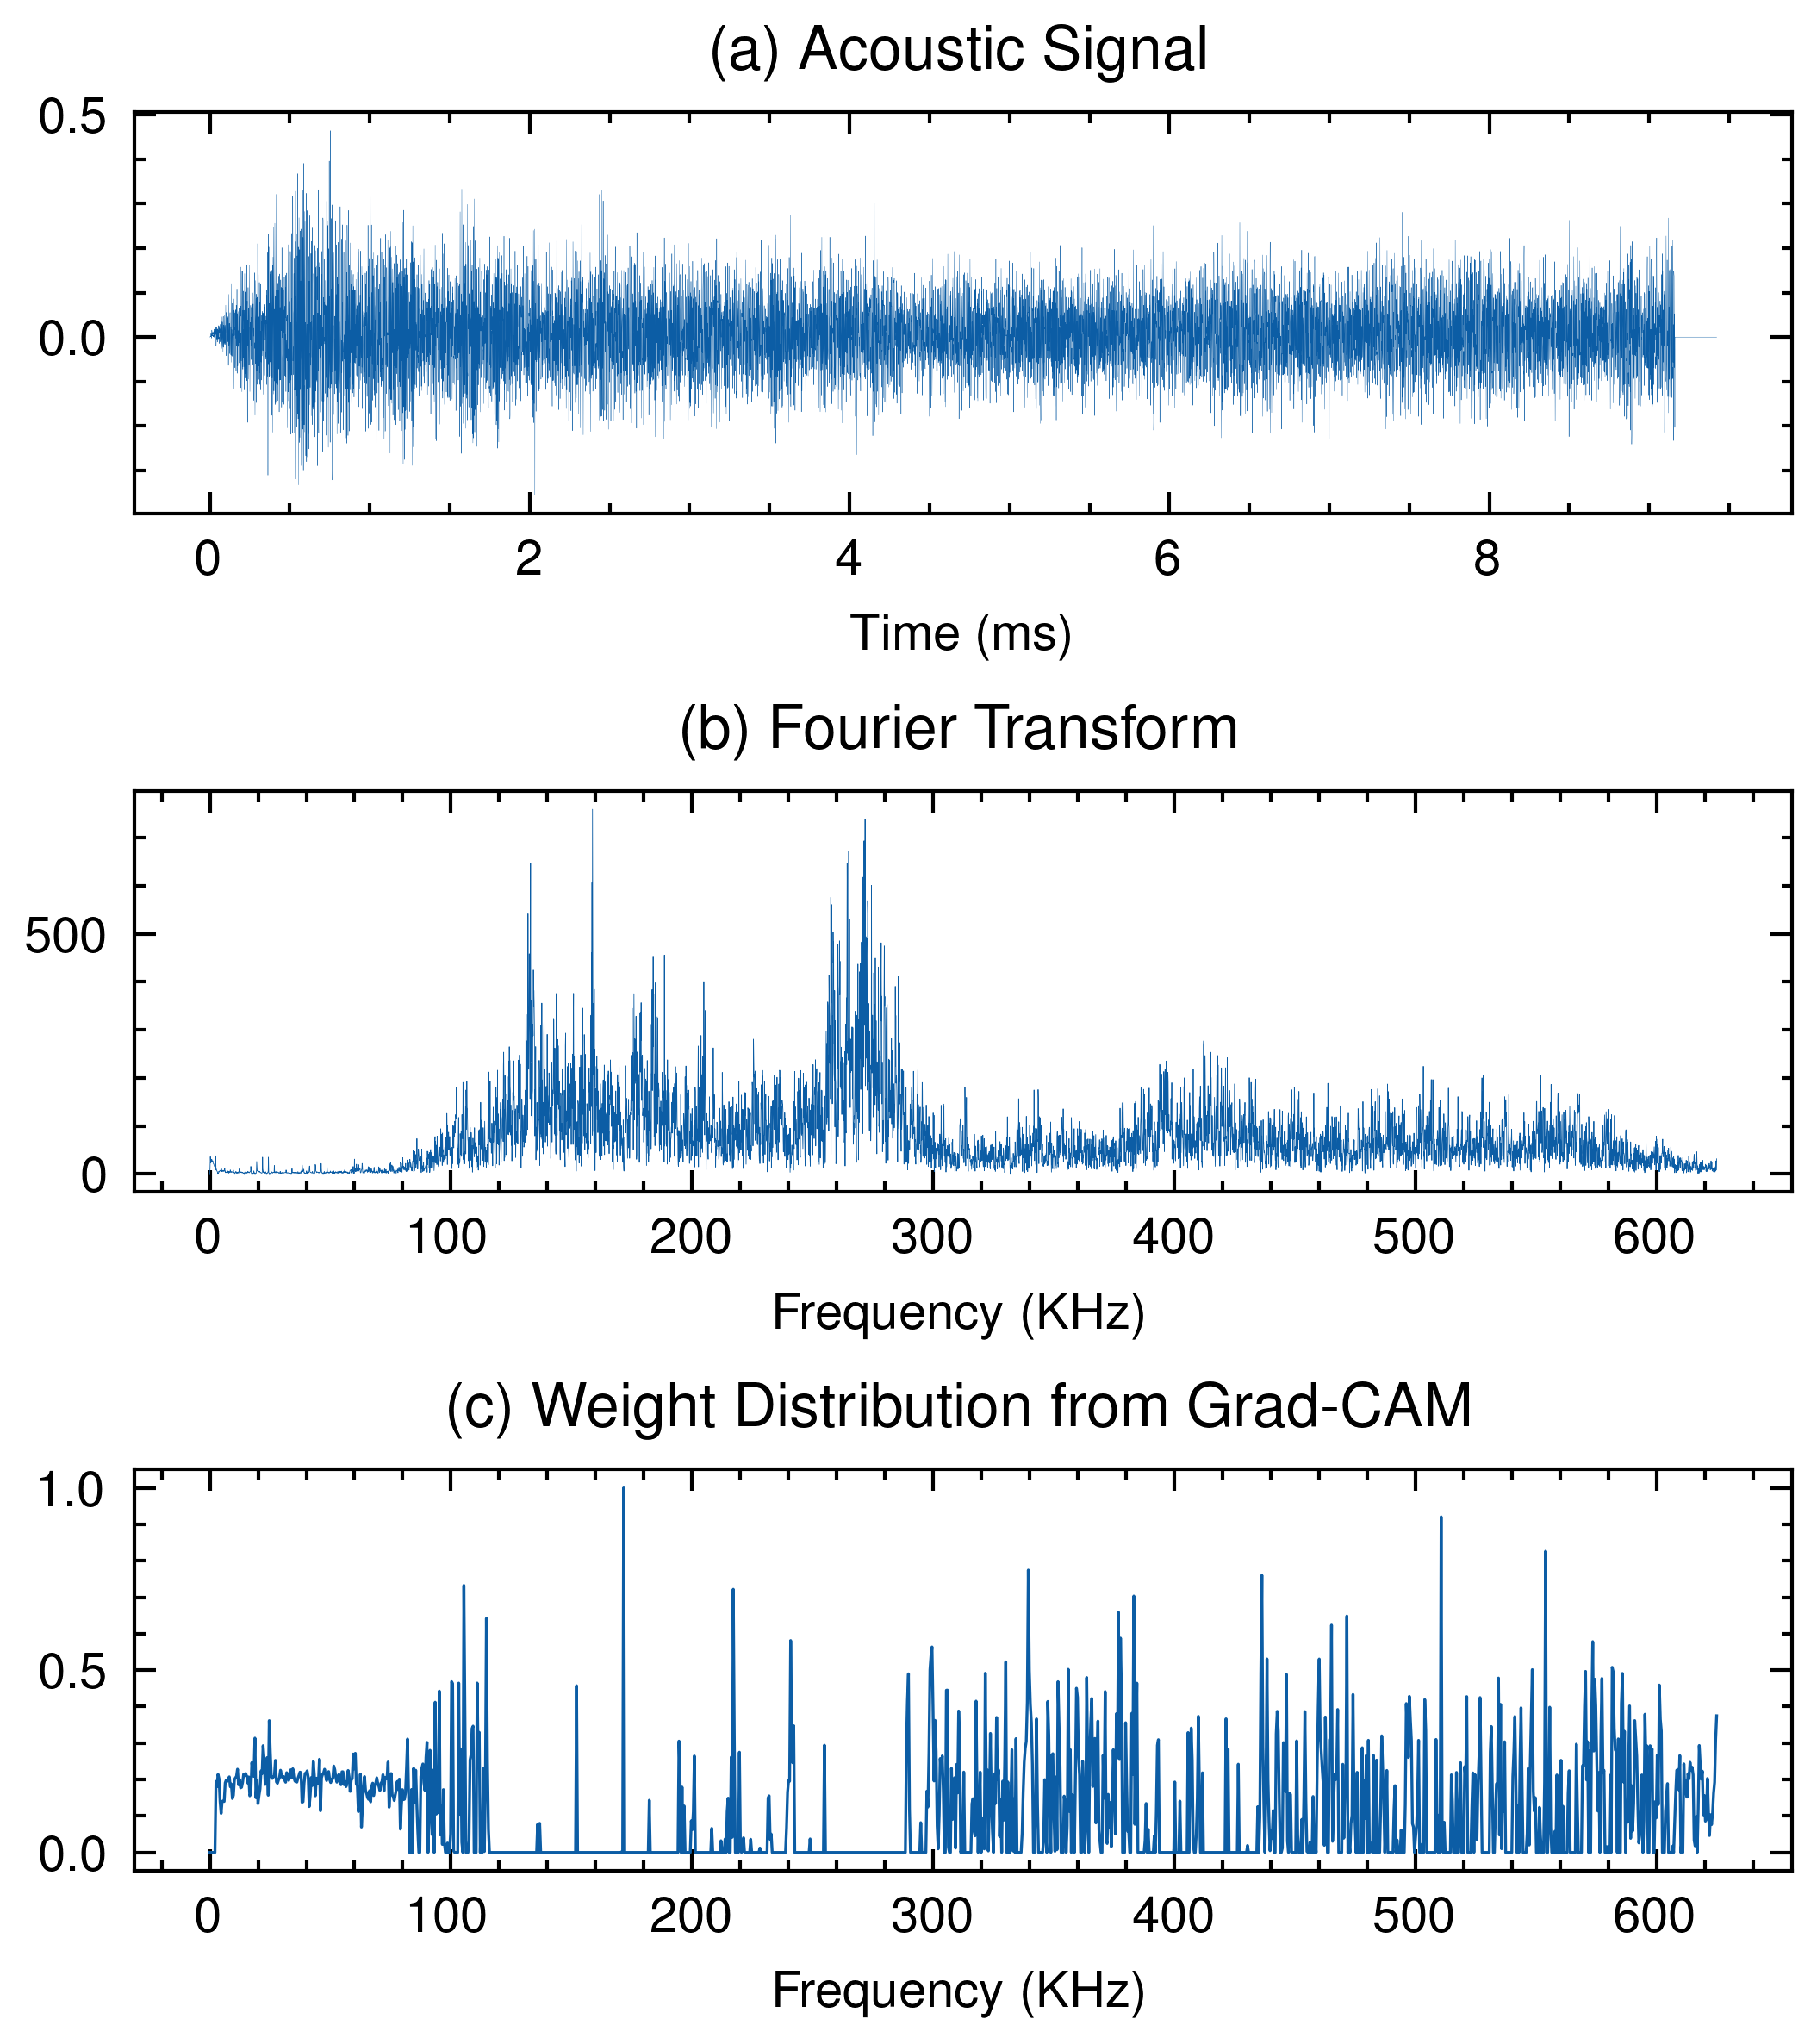 (a) Acoustic Signal
0.5
0.0
0 2 4 6 8
Time (ms)
(b) Fourier Transform
500
0
0 100 200 300 400 500 600
Frequency (KHz)
(c) Weight Distribution from Grad-CAM
1.0
0.5
0.0
0 100 200 300 400 500 600
Frequency (KHz)